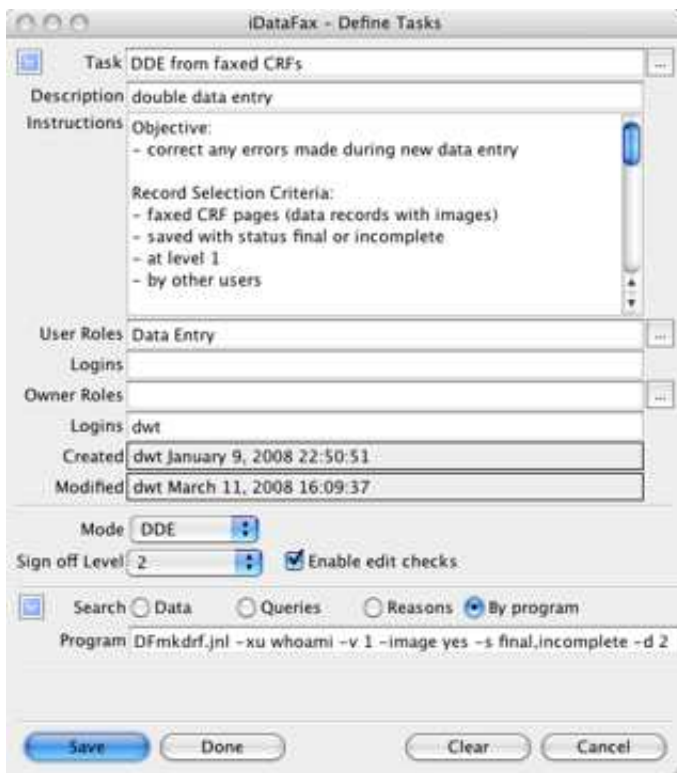 iDataFax - Define Tasks
Task DDE from faxed CRFs ...
Description double data entry
Instructions Objective:
- correct any errors made during new data entry
Record Selection Criteria:
- faxed CRF pages (data records with images)
- saved with status final or incomplete
- at level 1
- by other users
User Roles Data Entry ...
Logins
Owner Roles ...
Logins dwt
Created dwt January 9, 2008 22:50:51
Modified dwt March 11, 2008 16:09:37
Mode DDE
Sign off Level 2 Enable edit checks
Search Data Queries Reasons By program
Program DFmkdrf.jnl -xu whoami -v 1 -image yes -s final,incomplete -d 2
Save Done Clear Cancel